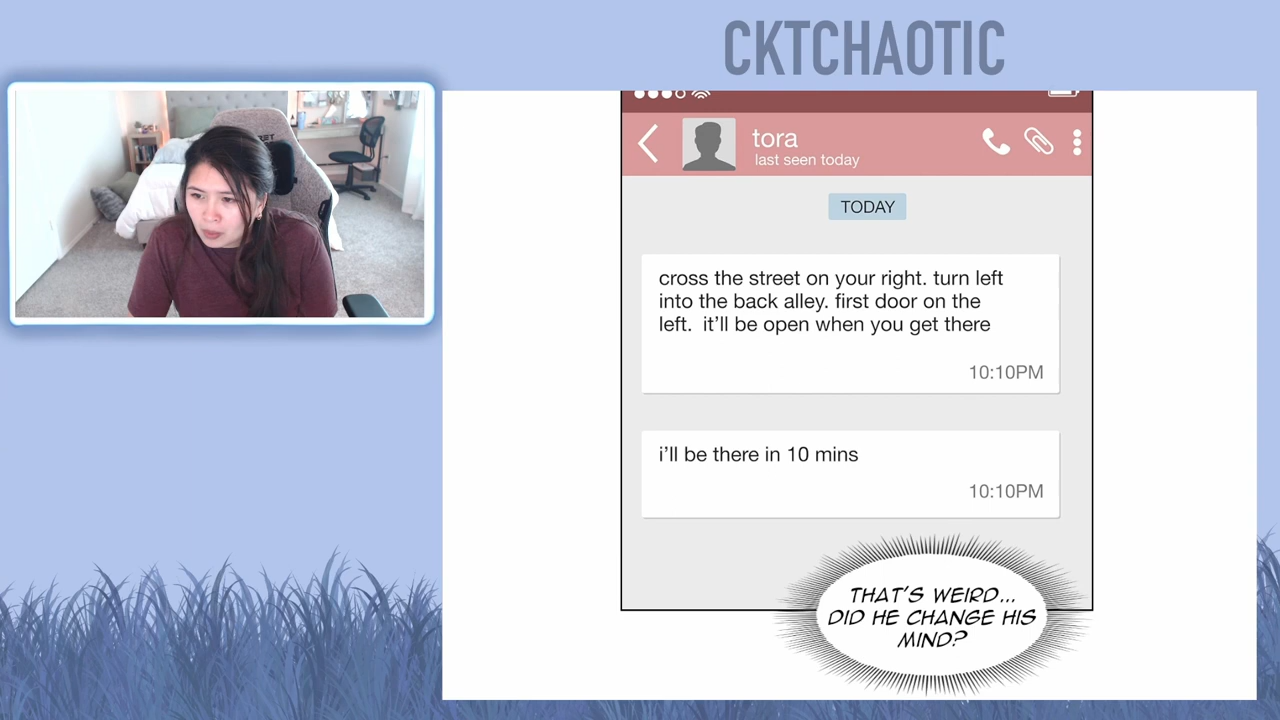 CKTCHAOTIC
tora
last seen today
TODAY
cross the street on your right. turn left
into the back alley. first door on the
left.  it'll be open when you get there
10:10PM
i'll be there in 10 mins
10:10PM
THAT'S WEIRD...
DID HE CHANGE HIS
MIND?